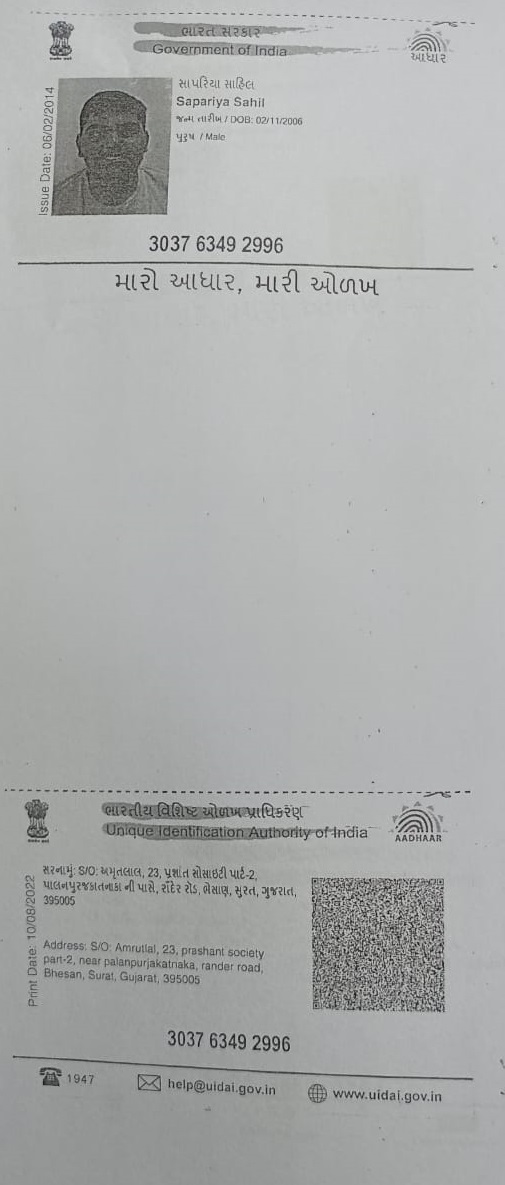 ભારત સરકાર
Government of India
આધાર
Issue Date: 06/02/2014
સાપરિયા સાહિલ
Sapariya Sahil
જન્મ તારીખ / DOB: 02/11/2006
પુરુષ / Male
3037 6349 2996
મારો આધાર, મારી ઓળખ
ભારતીય વિશિષ્ટ ઓળખ પ્રાધિકરણ
Unique Identification Authority of India
AADHAAR
Print Date: 10/08/2022
સરનામું: S/O: અમૃતલાલ, 23, પ્રશાંત સોસાઇટી પાર્ટ-2,
પાલનપુરજકાતનાકા ની પાસે, રાંદેર રોડ, ભેસાણ, સુરત, ગુજરાત,
395005
Address: S/O: Amrutlal, 23, prashant society
part-2, near palanpurjakatnaka, rander road,
Bhesan, Surat, Gujarat, 395005
3037 6349 2996
1947
help@uidai.gov.in
www.uidai.gov.in